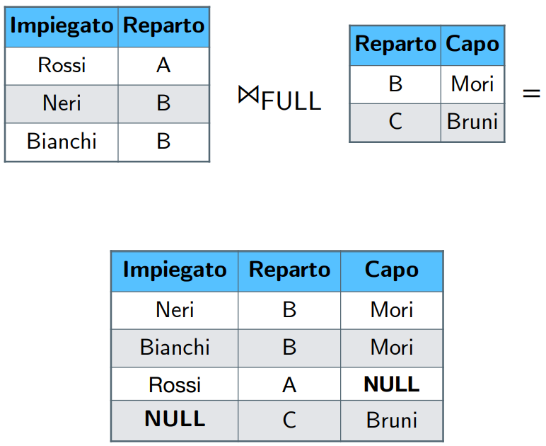 Impiegato Reparto
Rossi A
Neri B
Bianchi B
⋈FULL
Reparto Capo
B Mori
C Bruni
=
Impiegato Reparto Capo
Neri B Mori
Bianchi B Mori
Rossi A NULL
NULL C Bruni